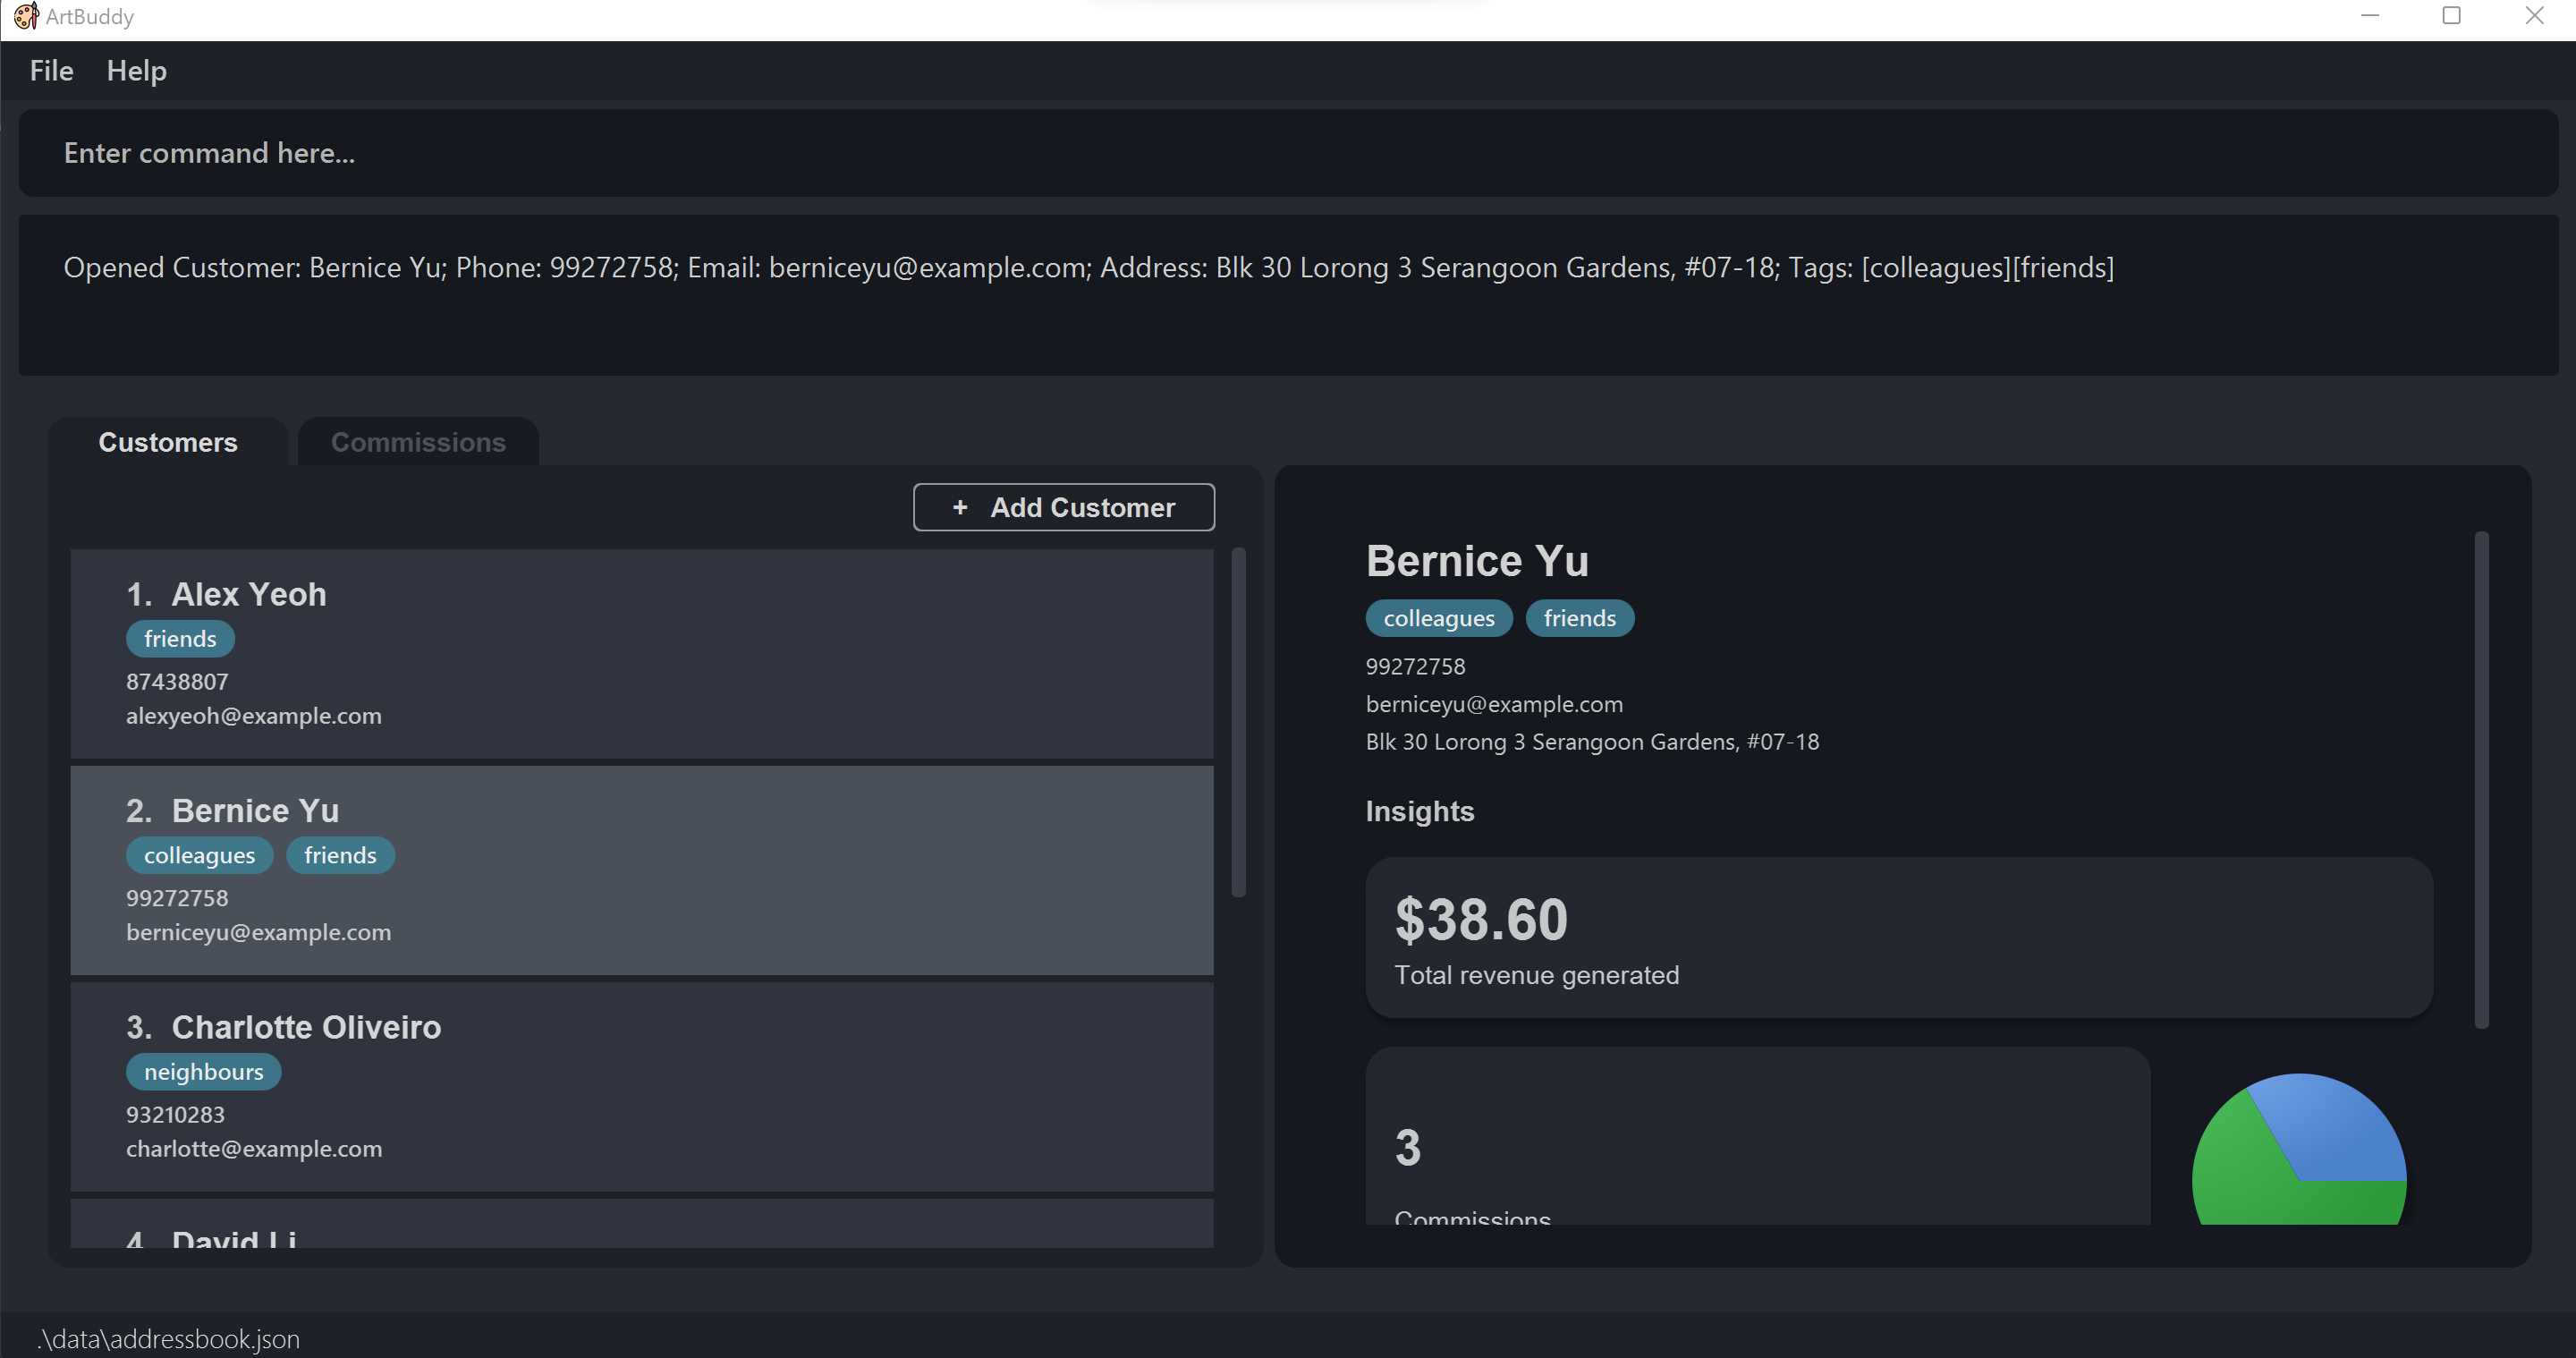 ArtBuddy
File Help
Enter command here...
Opened Customer: Bernice Yu; Phone: 99272758; Email: berniceyu@example.com; Address: Blk 30 Lorong 3 Serangoon Gardens, #07-18; Tags: [colleagues][friends]
Customers Commissions
+ Add Customer
1. Alex Yeoh
friends
87438807
alexyeoh@example.com
2. Bernice Yu
colleagues friends
99272758
berniceyu@example.com
3. Charlotte Oliveiro
neighbours
93210283
charlotte@example.com
4. David Li
Bernice Yu
colleagues friends
99272758
berniceyu@example.com
Blk 30 Lorong 3 Serangoon Gardens, #07-18
Insights
$38.60
Total revenue generated
3
Commissions
.\data\addressbook.json